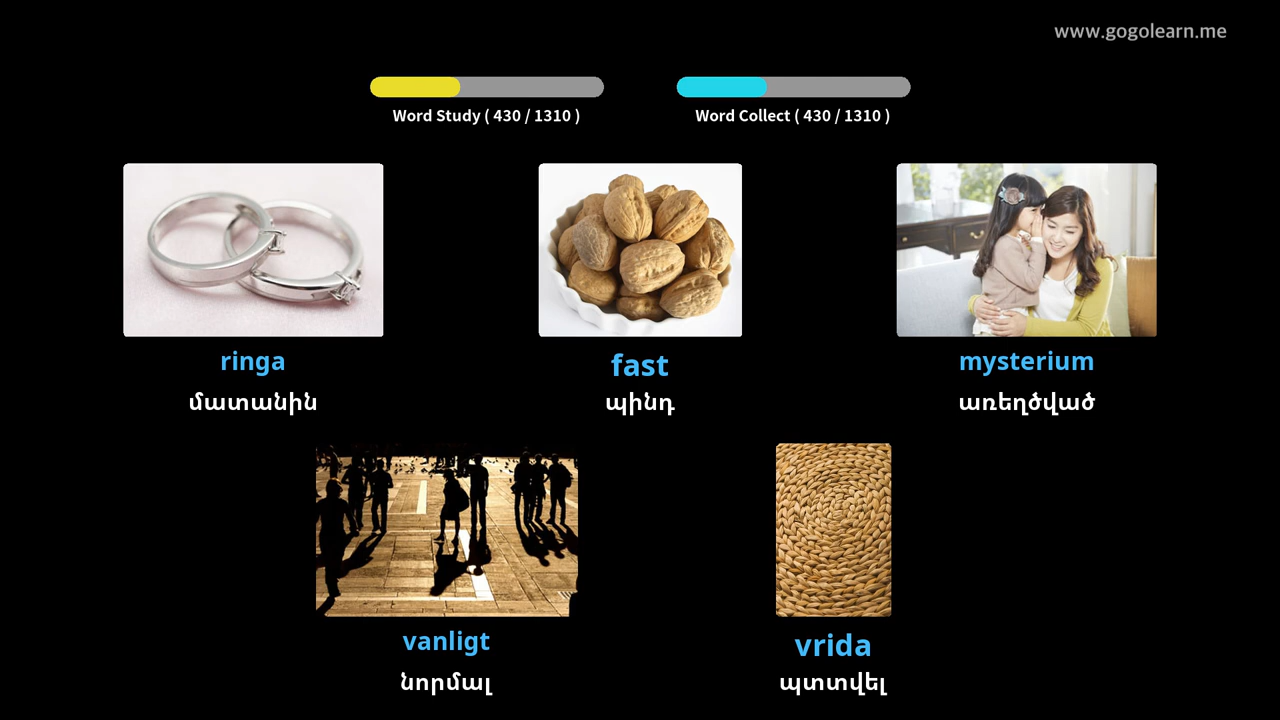 www.gogolearn.me
Word Study ( 430 / 1310 )
Word Collect ( 430 / 1310 )
ringa
մատանին
fast
պինդ
mysterium
առեղծված
vanligt
նորմալ
vrida
պտտվել